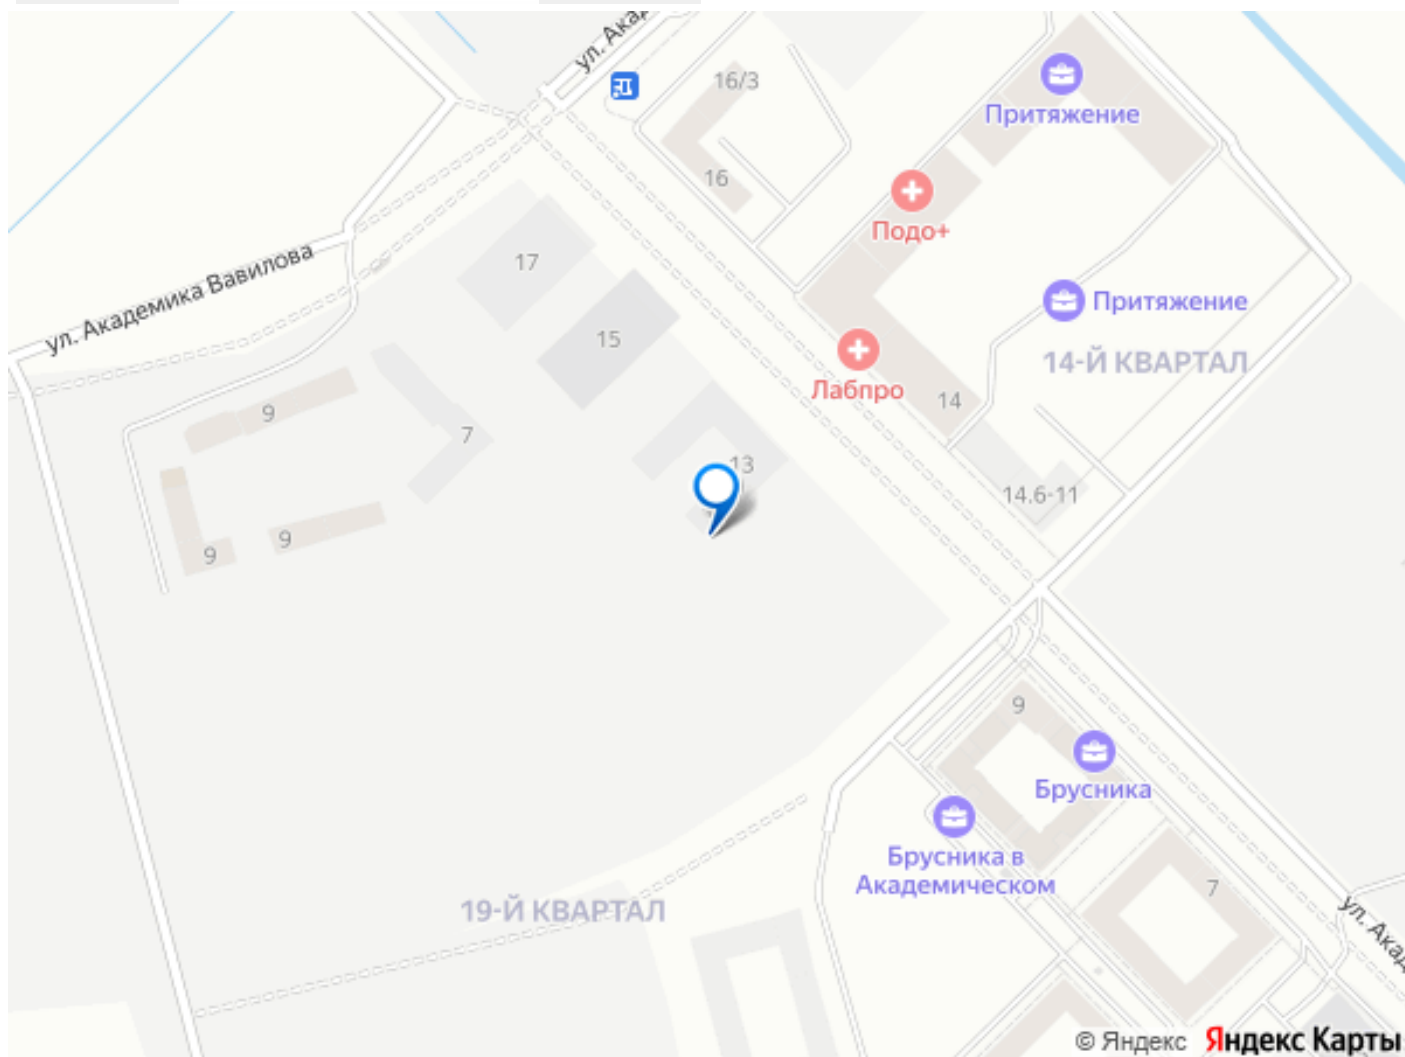 ул. Ака
16/3
Притяжение
16
Подо+
ул. Академика Вавилова
17
Притяжение
15
14-Й КВАРТАЛ
Лабпро
14
9
7
13
14.6-11
9
9
9
Брусника
Брусника в
Академическом
7
19-Й КВАРТАЛ
ул. Акад
© Яндекс Яндекс Карты